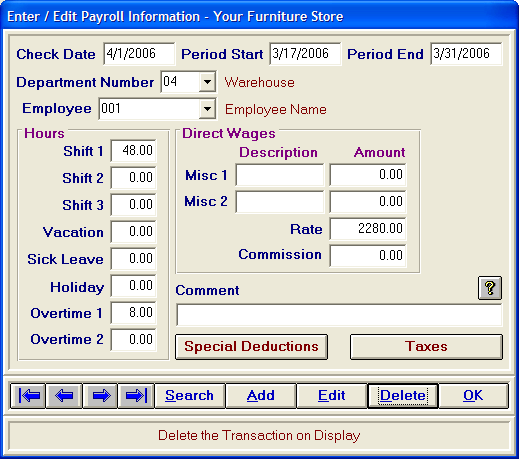 Enter / Edit Payroll Information - Your Furniture Store
Check Date 4/1/2006 Period Start 3/17/2006 Period End 3/31/2006
Department Number 04 Warehouse
Employee 001 Employee Name
Hours
Shift 1 48.00
Shift 2 0.00
Shift 3 0.00
Vacation 0.00
Sick Leave 0.00
Holiday 0.00
Overtime 1 8.00
Overtime 2 0.00
Direct Wages
Description Amount
Misc 1 0.00
Misc 2 0.00
Rate 2280.00
Commission 0.00
Comment ?
Special Deductions Taxes
Search Add Edit Delete OK
Delete the Transaction on Display